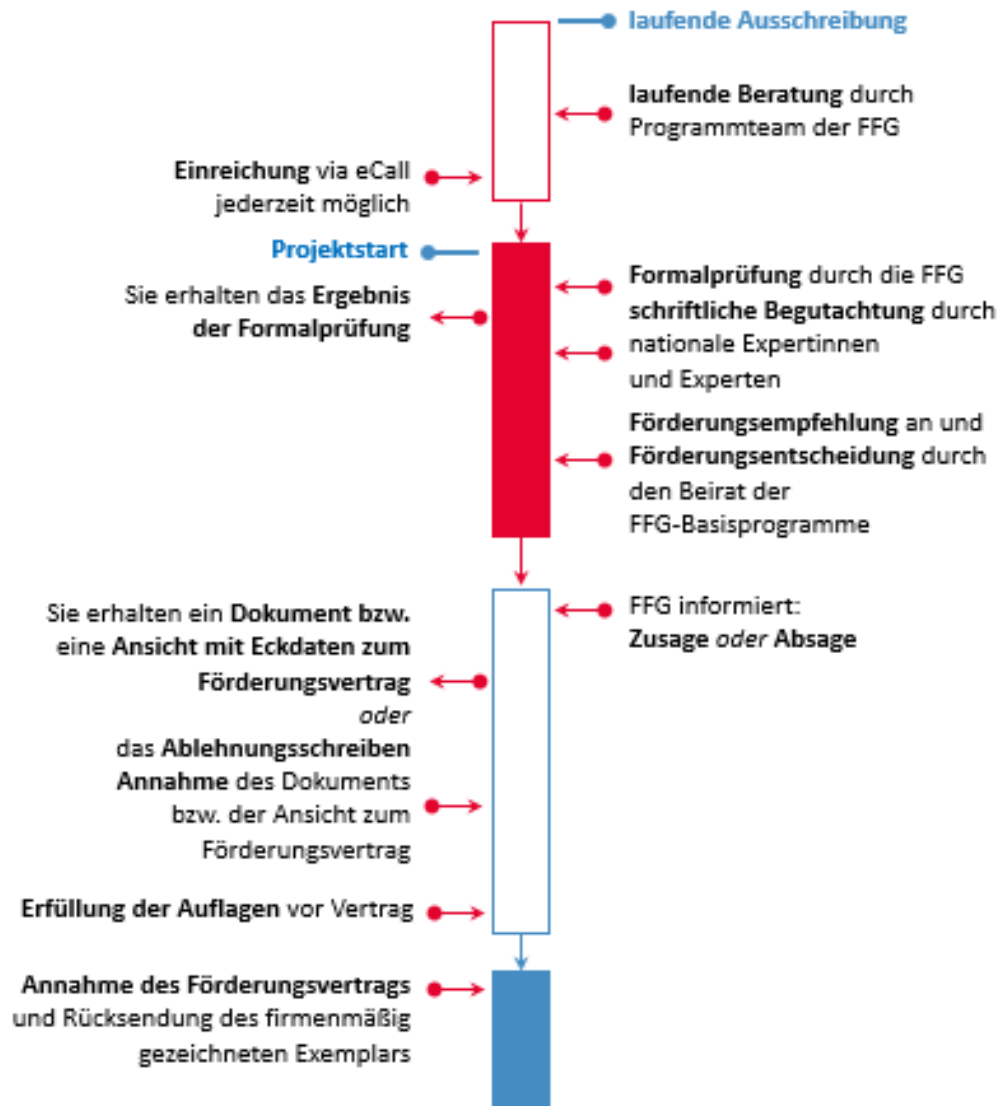 laufende Ausschreibung
laufende Beratung durch
Programmteam der FFG
Einreichung via eCall
jederzeit möglich
Projektstart
Sie erhalten das Ergebnis
der Formalprüfung
Formalprüfung durch die FFG
schriftliche Begutachtung durch
nationale Expertinnen
und Experten
Förderungsempfehlung an und
Förderungsentscheidung durch
den Beirat der
FFG-Basisprogramme
FFG informiert:
Zusage oder Absage
Sie erhalten ein Dokument bzw.
eine Ansicht mit Eckdaten zum
Förderungsvertrag
oder
das Ablehnungsschreiben
Annahme des Dokuments
bzw. der Ansicht zum
Förderungsvertrag
Erfüllung der Auflagen vor Vertrag
Annahme des Förderungsvertrags
und Rücksendung des firmenmäßig
gezeichneten Exemplars